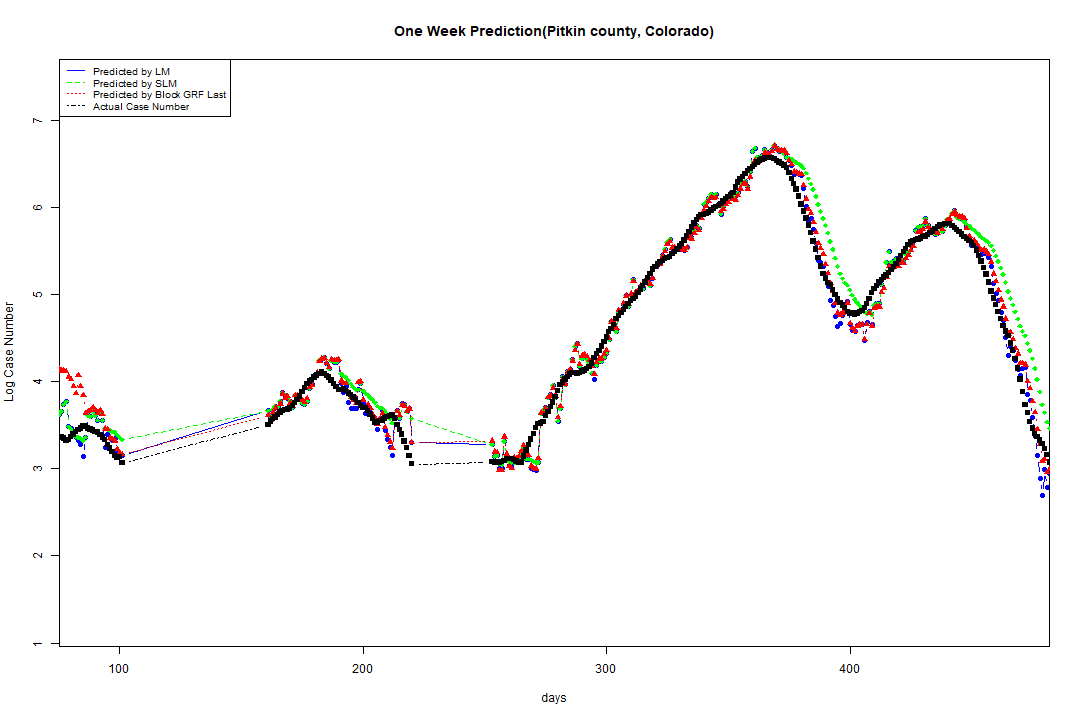 One Week Prediction(Pitkin county, Colorado)
Predicted by LM
Predicted by SLM
Predicted by Block GRF Last
Actual Case Number
7
6
5
4
3
2
1
Log Case Number
100 200 300 400
days